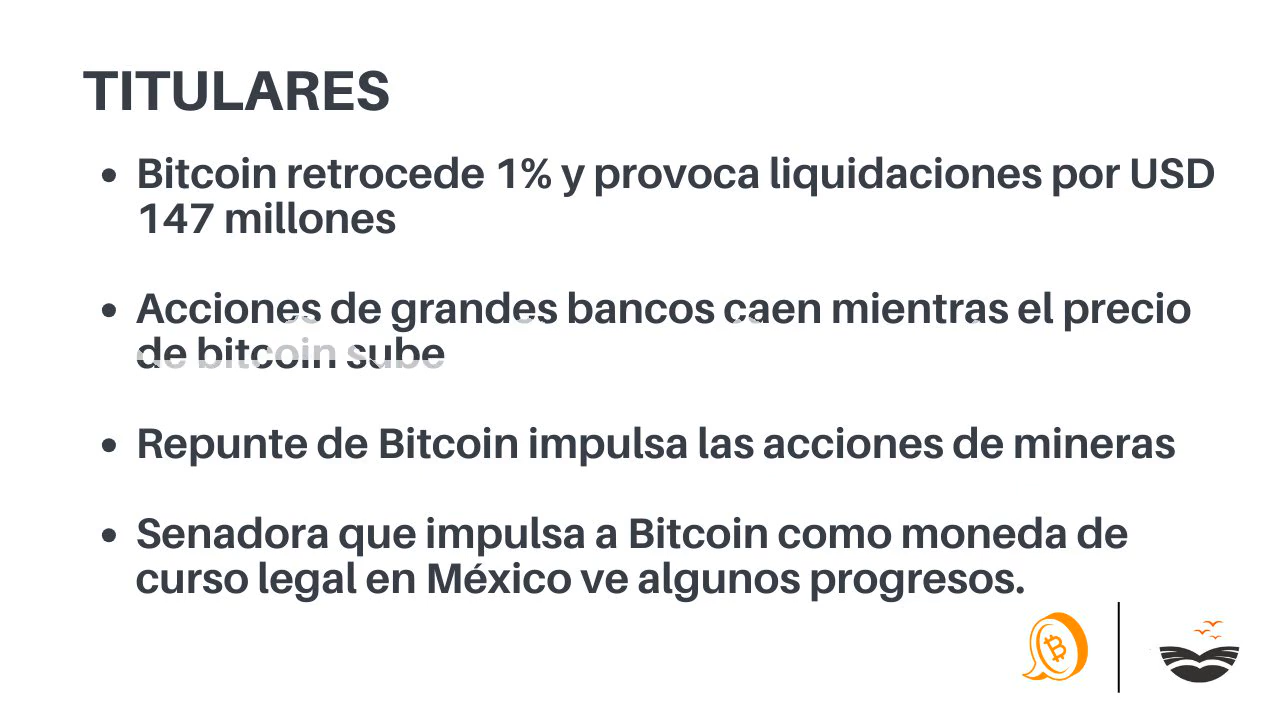 TITULARES
• Bitcoin retrocede 1% y provoca liquidaciones por USD
147 millones
• Acciones de grandes bancos caen mientras el precio
de bitcoin sube
• Repunte de Bitcoin impulsa las acciones de mineras
• Senadora que impulsa a Bitcoin como moneda de
curso legal en México ve algunos progresos.